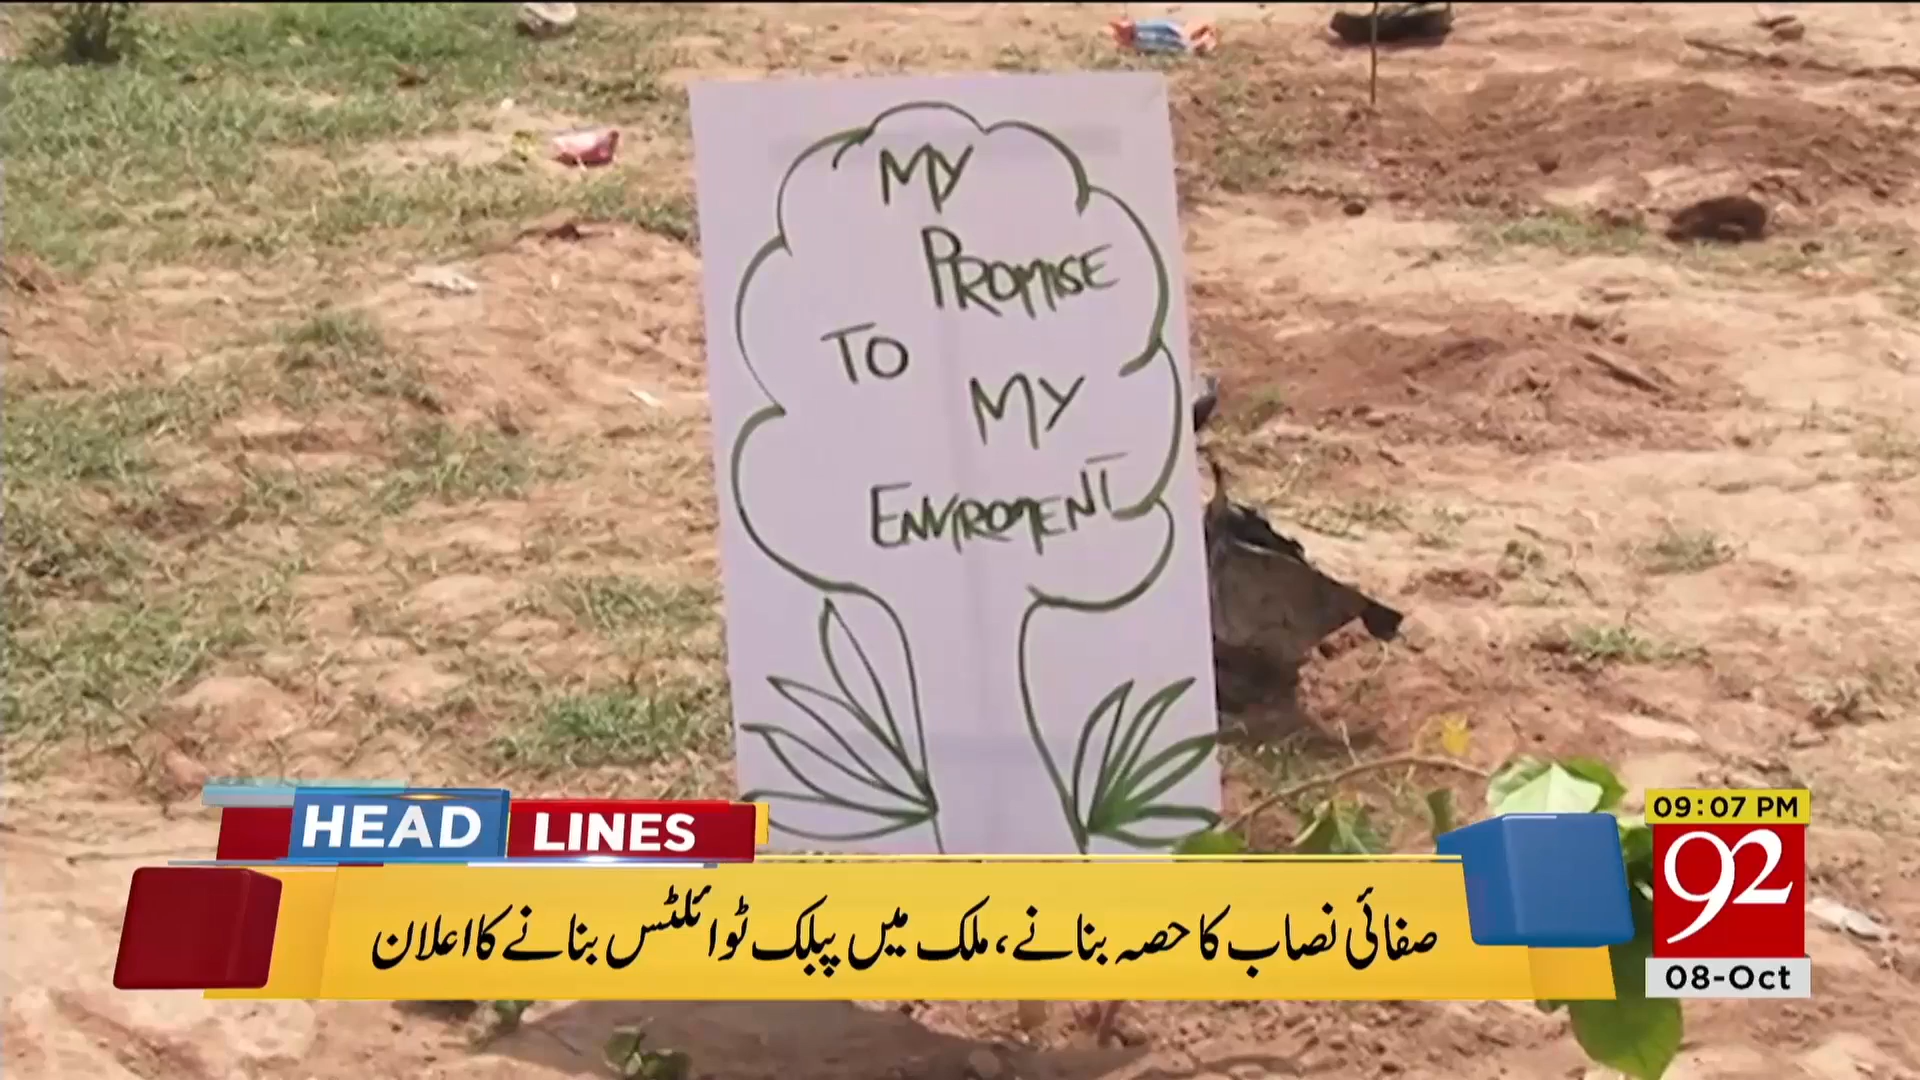 MY
PROMISE
TO
MY
ENVIROMENT
HEAD LINES
صفائی نصاب کا حصہ بنانے، ملک میں پبلک ٹوائلٹس بنانے کا اعلان
09:07 PM
92
08-Oct